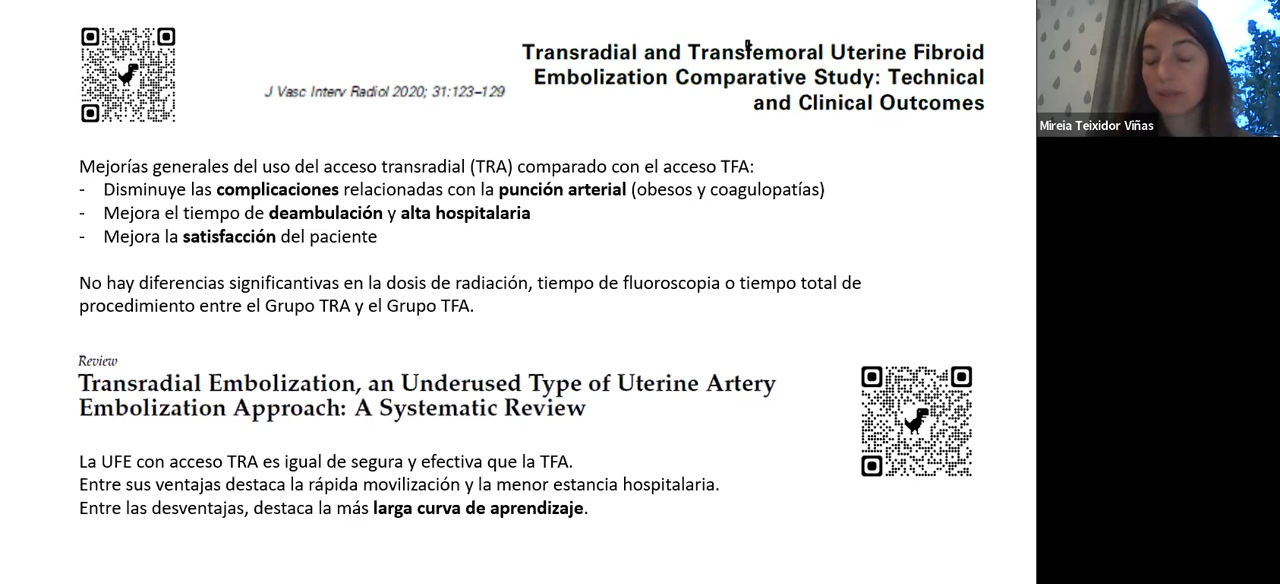 Transradial and Transfemoral Uterine Fibroid
Embolization Comparative Study: Technical
and Clinical Outcomes
J Vasc Interv Radiol 2020; 31:123–129
Mejorías generales del uso del acceso transradial (TRA) comparado con el acceso TFA:
- Disminuye las complicaciones relacionadas con la punción arterial (obesos y coagulopatías)
- Mejora el tiempo de deambulación y alta hospitalaria
- Mejora la satisfacción del paciente
No hay diferencias significantivas en la dosis de radiación, tiempo de fluoroscopia o tiempo total de
procedimiento entre el Grupo TRA y el Grupo TFA.
Review
Transradial Embolization, an Underused Type of Uterine Artery
Embolization Approach: A Systematic Review
La UFE con acceso TRA es igual de segura y efectiva que la TFA.
Entre sus ventajas destaca la rápida movilización y la menor estancia hospitalaria.
Entre las desventajas, destaca la más larga curva de aprendizaje.
Mireia Teixidor Viñas